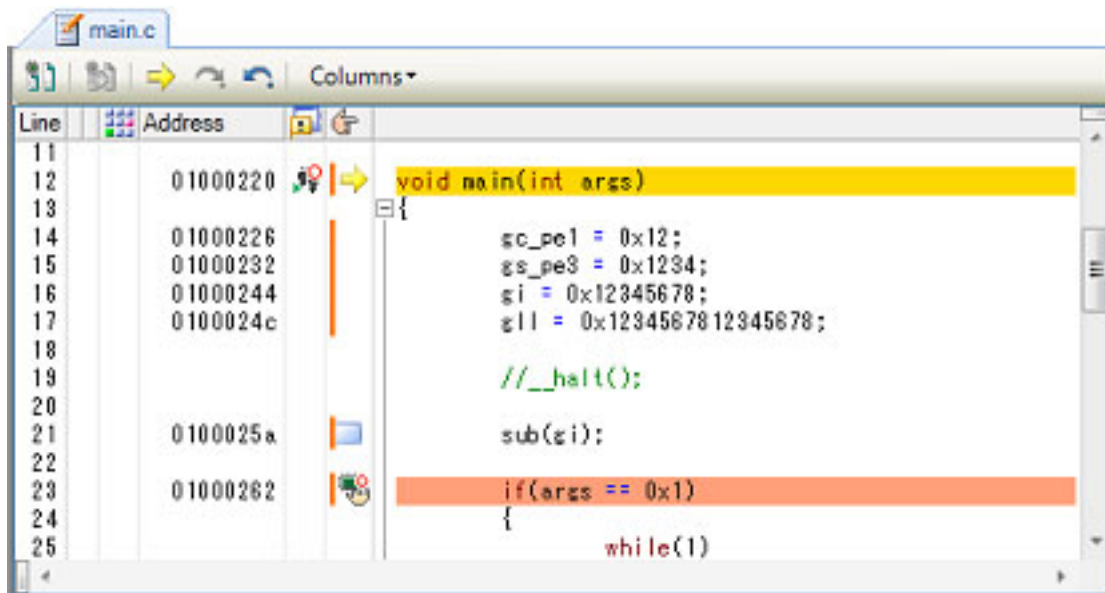 main.c
Columns
Line Address
11
12 01000220 void main(int args)
13 {
14 01000226 gc_pe1 = 0x12;
15 01000232 gs_pe3 = 0x1234;
16 01000244 gi = 0x12345678;
17 0100024c gll = 0x1234567812345678;
18
19 //__halt();
20
21 0100025a sub(gi);
22
23 01000262 if(args == 0x1)
24 {
25 while(1)